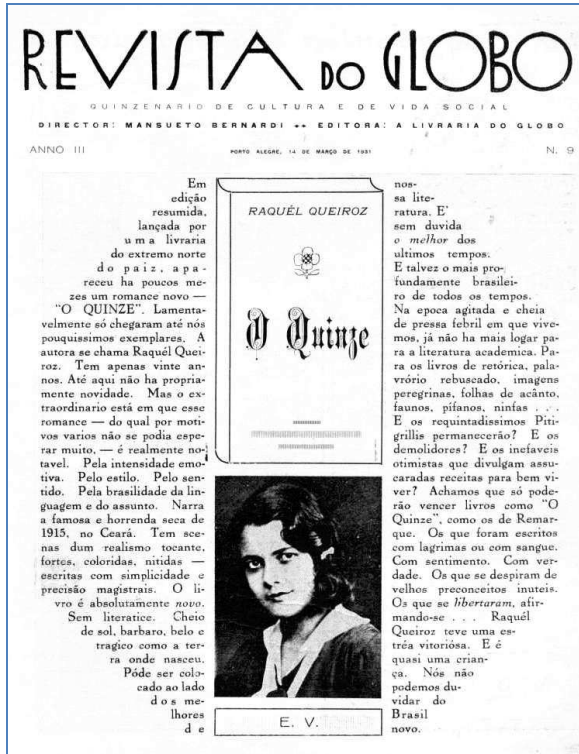 REVISTA DO GLOBO
QUINZENARIO DE CULTURA E DE VIDA SOCIAL
DIRECTOR: MANSUETO BERNARDI -- EDITORA: A LIVRARIA DO GLOBO
ANNO III PORTO ALEGRE, 14 DE MARÇO DE 1931 N. 9
Em
edição
resumida,
lançada por
uma livraria
do extremo norte
do paiz, apa-
receu ha poucos me-
zes um romance novo —
"O QUINZE". Lamenta-
velmente só chegaram até nós
pouquissimos exemplares. A
autora se chama Raquél Quei-
roz. Tem apenas vinte an-
nos. Até aqui não ha propria-
mente novidade. Mas o ex-
traordinario está em que esse
romance — do qual por moti-
vos varios não se podia espe-
rar muito, — é realmente no-
tavel. Pela intensidade emo-
tiva. Pelo estilo. Pelo sen-
tido. Pela brasilidade da lin-
guagem e do assunto. Narra
a famosa e horrenda seca de
1915, no Ceará. Tem sce-
nas dum realismo tocante,
fortes, coloridas, nitidas —
escritas com simplicidade e
precisão magistrais. O li-
vro é absolutamente novo.
Sem literatice. Cheio
de sol, barbaro, belo e
tragico como a ter-
ra onde nasceu.
Póde ser colo-
cado ao lado
dos me-
lhores
de
RAQUÉL QUEIROZ
O Quinze
E. V.
nos-
sa lite-
ratura. E'
sem duvida
o melhor dos
ultimos tempos.
E talvez o mais pro-
fundamente brasilei-
ro de todos os tempos.
Na epoca agitada e cheia
de pressa febril em que vive-
mos, já não ha mais logar pa-
ra a literatura academica. Pa-
ra os livros de retórica, pala-
vrório rebuscado, imagens
peregrinas, folhas de acânto,
faunos, pífanos, ninfas . . .
E os requintadissimos Piti-
grillis permanecerão? E os
demolidores? E os inefaveis
otimistas que divulgam assu-
caradas receitas para bem vi-
ver? Achamos que só pode-
rão vencer livros como "O
Quinze", como os de Remar-
que. Os que foram escritos
com lagrimas ou com sangue.
Com sentimento. Com ver-
dade. Os que se despiram de
velhos preconceitos inuteis.
Os que se libertaram, afir-
mando-se . . . Raquél
Queiroz teve uma es-
tréa vitoriósa. E é
quasi uma crian-
ça. Nós não
podemos du-
vidar do
Brasil
novo.